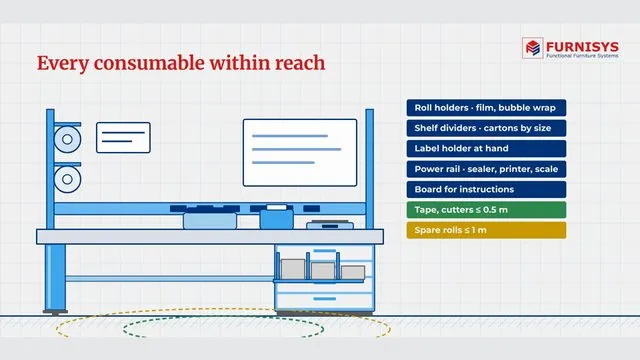 Every consumable within reach
FURNISYS
Functional Furniture Systems
Roll holders · film, bubble wrap
Shelf dividers · cartons by size
Label holder at hand
Power rail · sealer, printer, scale
Board for instructions
Tape, cutters ≤ 0.5 m
Spare rolls ≤ 1 m